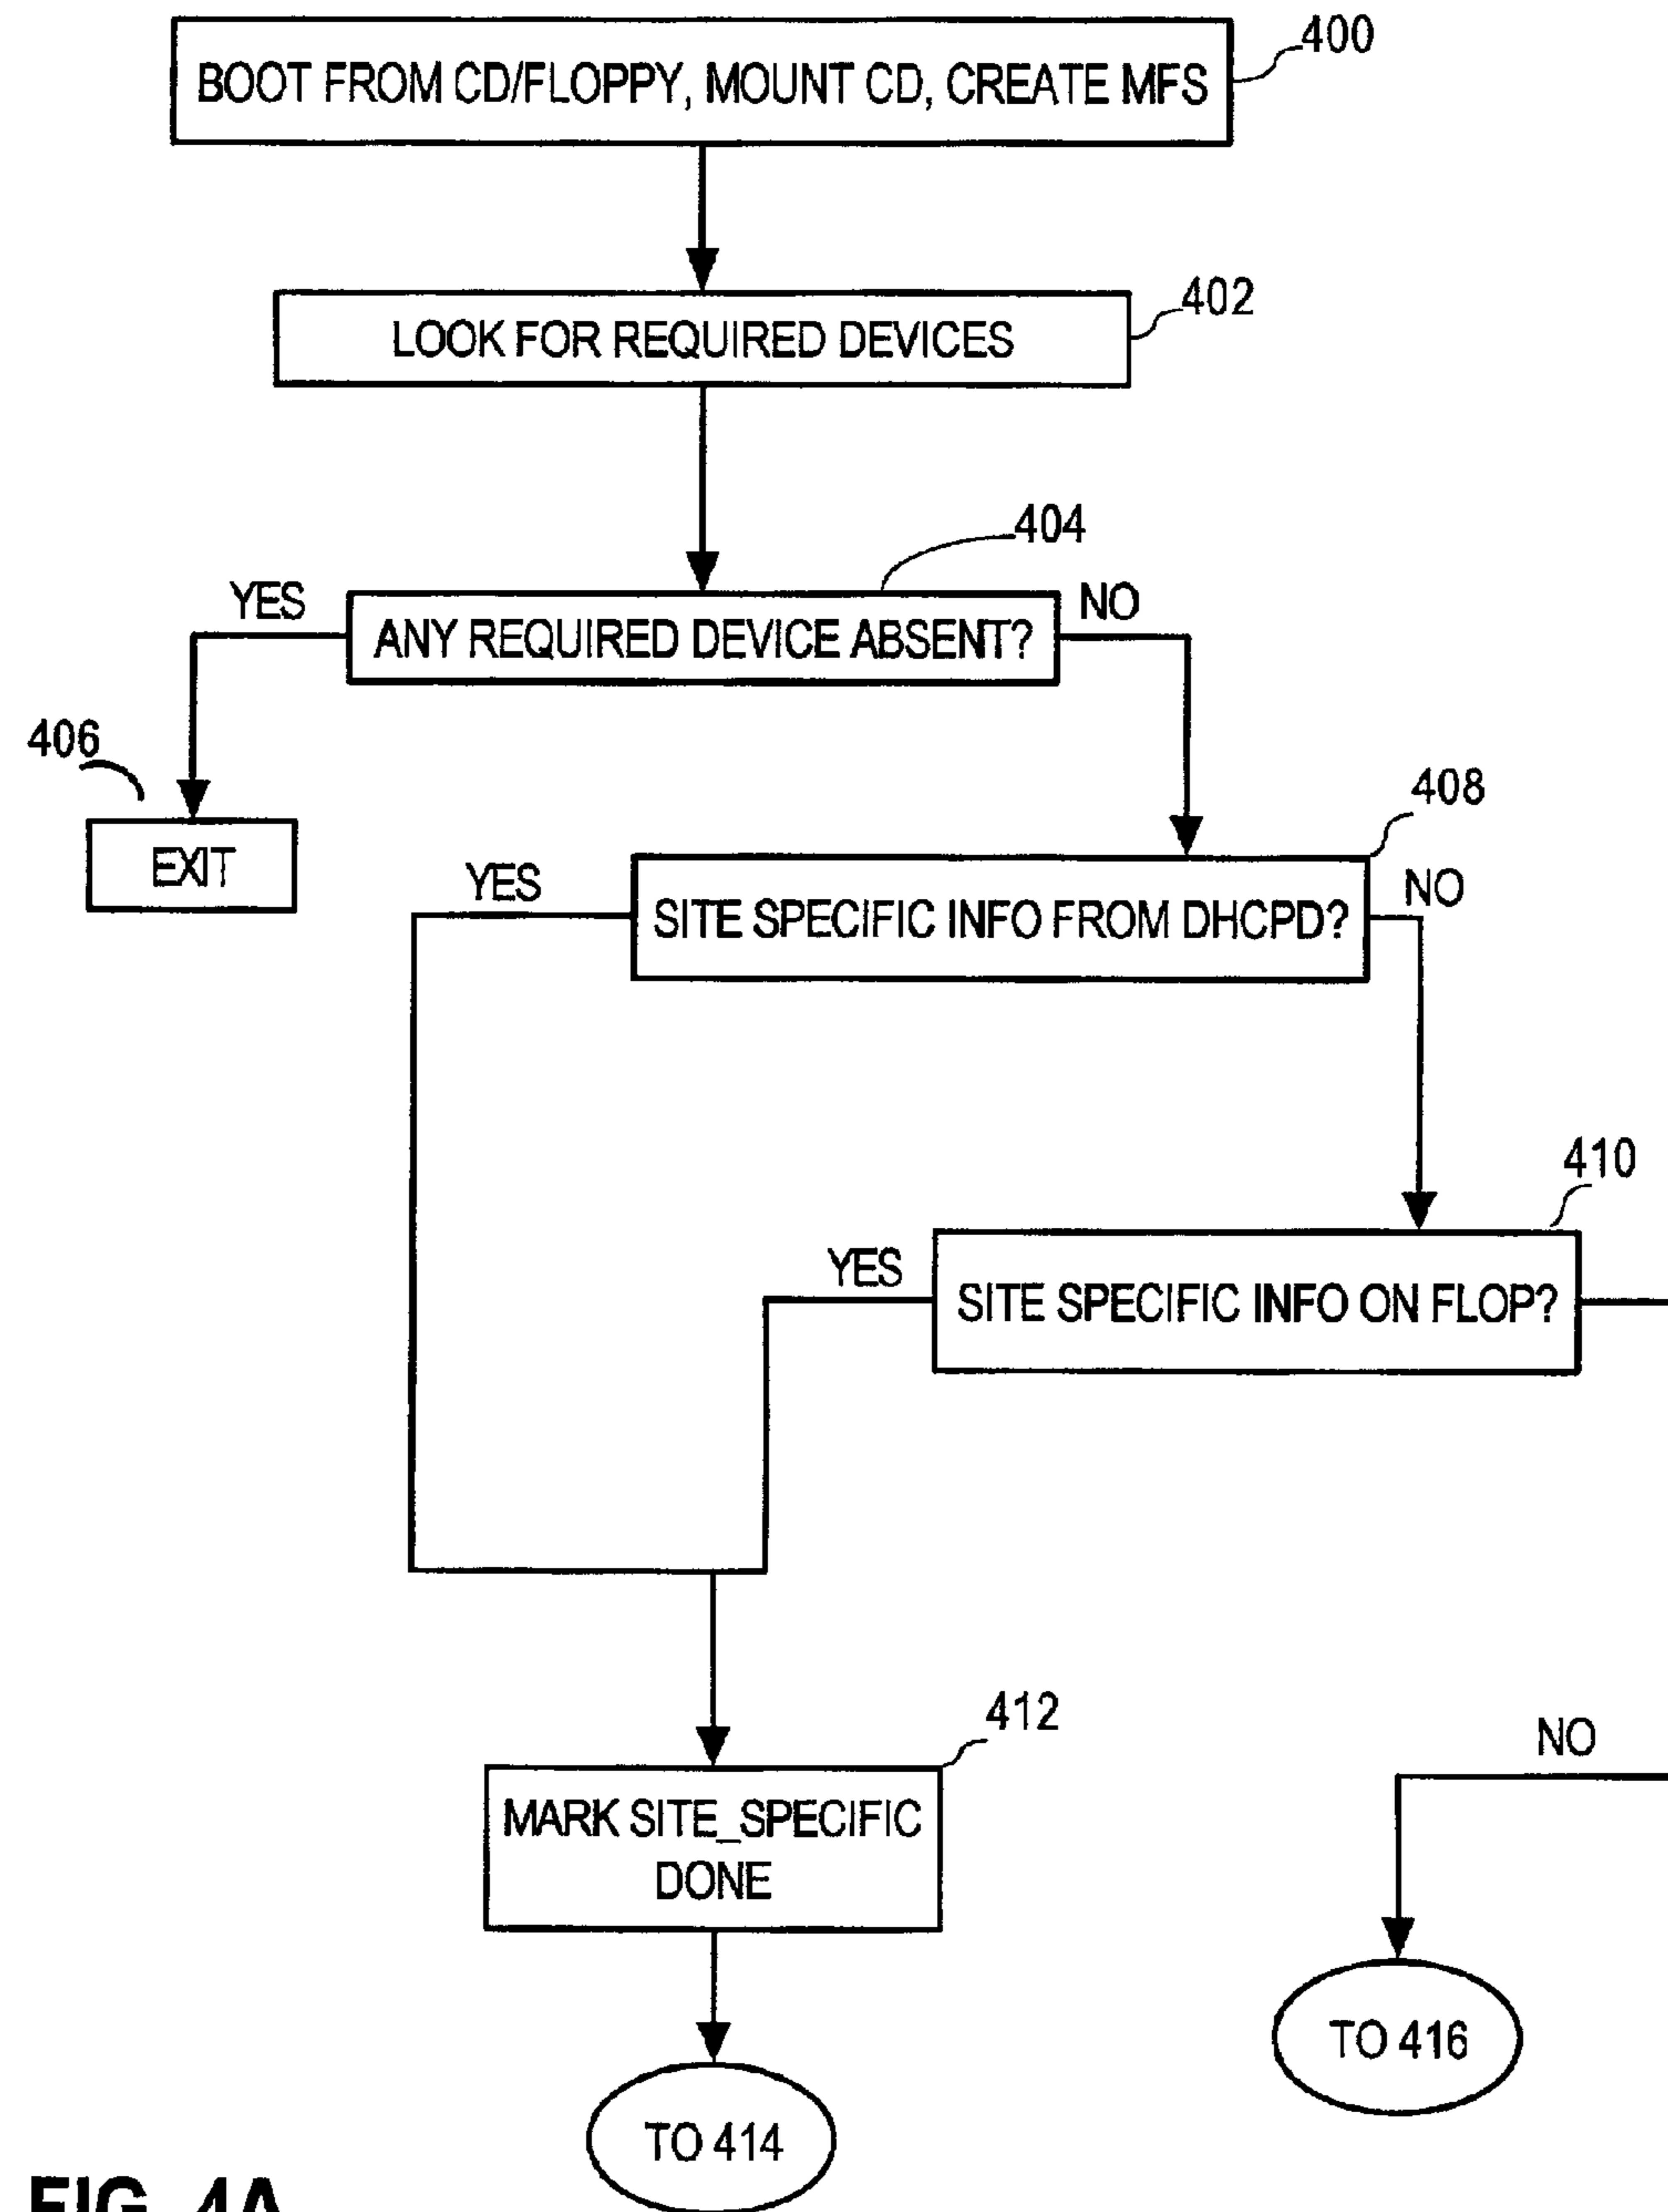 400
BOOT FROM CD/FLOPPY, MOUNT CD, CREATE MFS
402
LOOK FOR REQUIRED DEVICES
404
YES
NO
ANY REQUIRED DEVICE ABSENT?
406
EXIT
408
YES
NO
SITE SPECIFIC INFO FROM DHCPD?
410
YES
SITE SPECIFIC INFO ON FLOP?
412
NO
MARK SITE_SPECIFIC
DONE
TO 416
TO 414
FIG. 4A